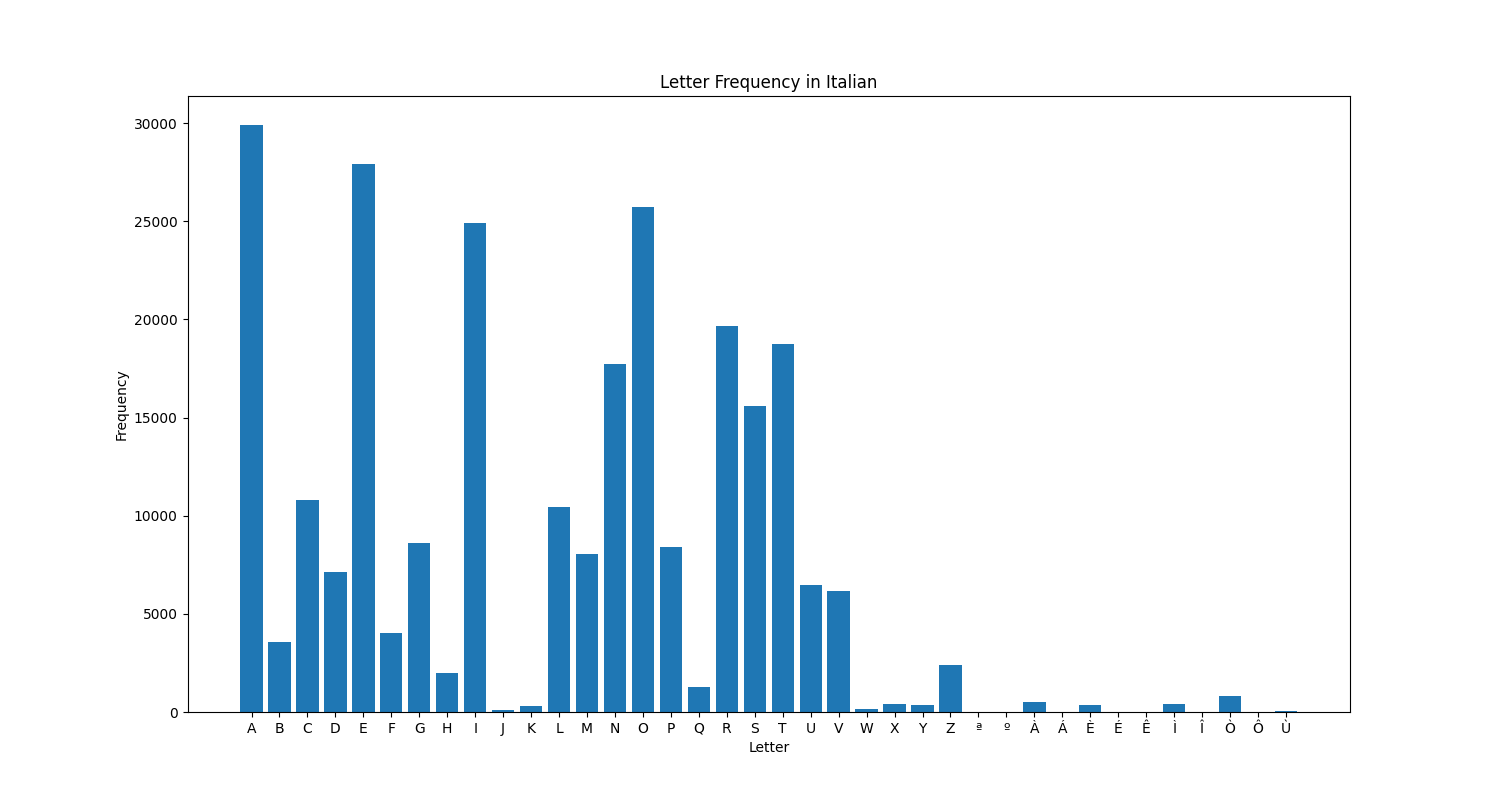 Letter Frequency in Italian
30000
25000
20000
15000
10000
5000
0
Frequency
A B C D E F G H I J K L M N O P Q R S T U V W X Y Z ª º À Á È É Ê Ì Î Ò Ô Ù
Letter